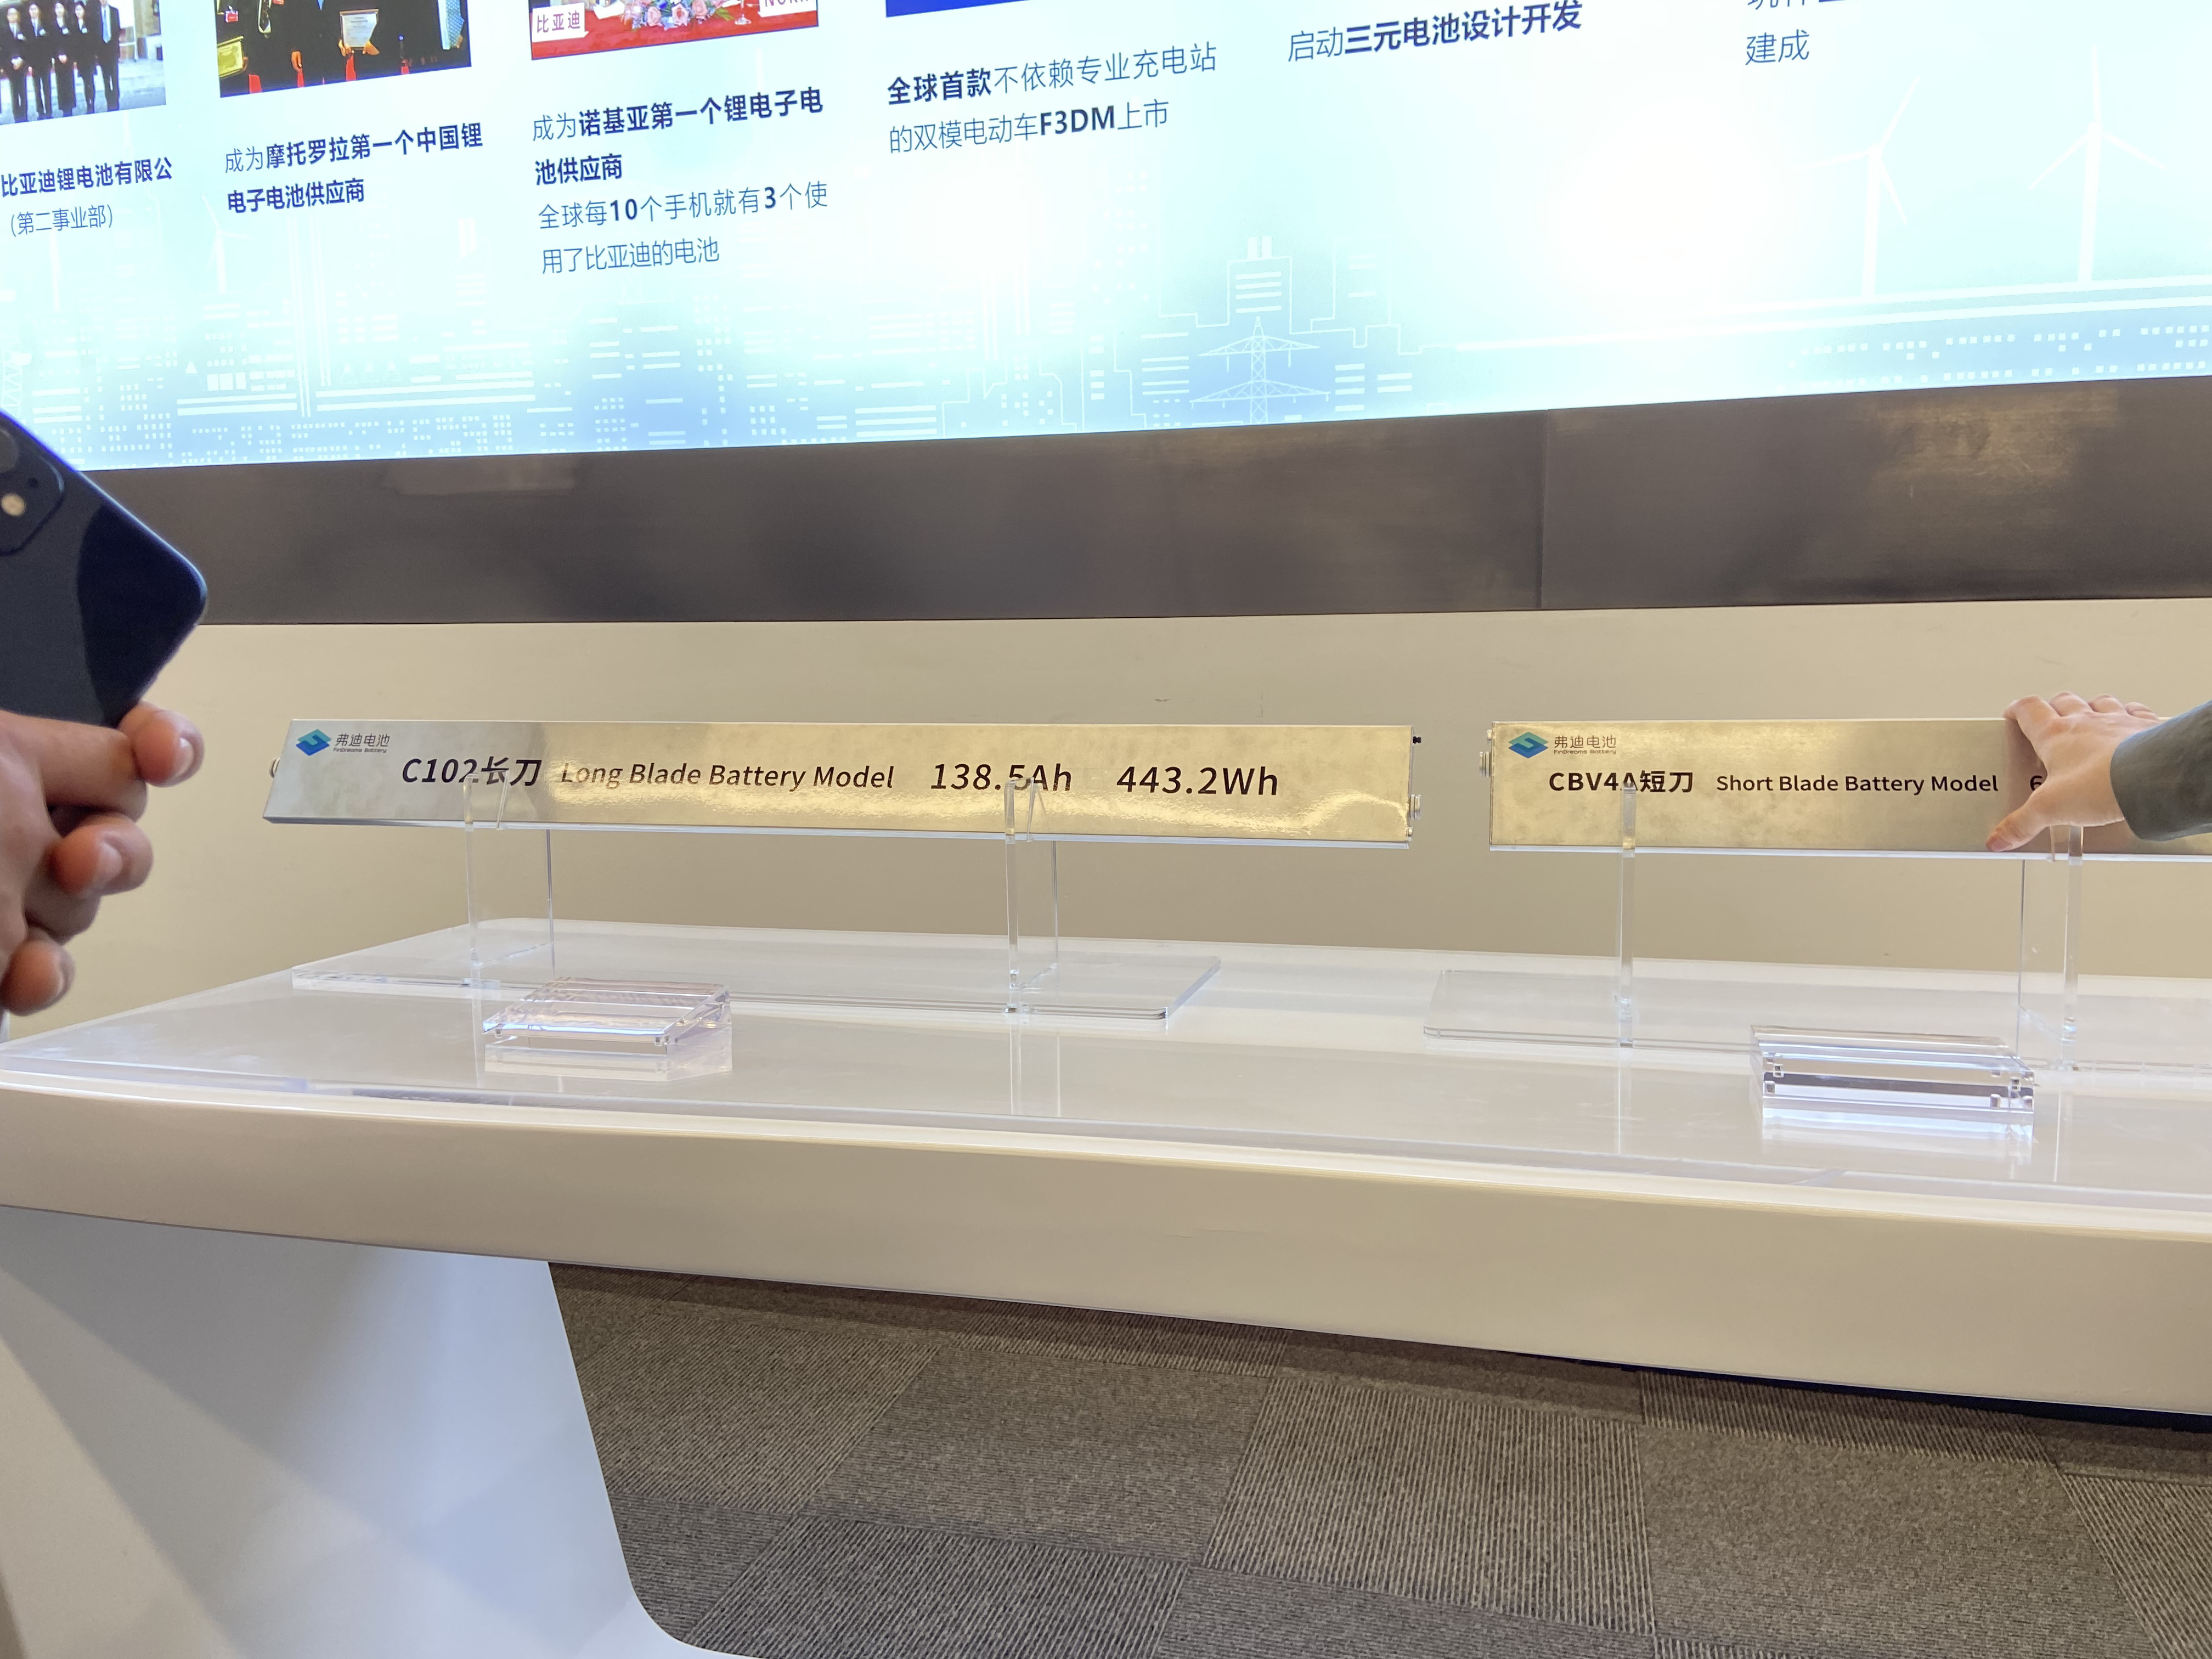 比亚迪
比亚迪锂电池有限公
(第二事业部)
成为摩托罗拉第一个中国锂
电子电池供应商
成为诺基亚第一个锂电子电
池供应商
全球每10个手机就有3个使
用了比亚迪的电池
全球首款不依赖专业充电站
的双模电动车F3DM上市
启动三元电池设计开发
建成
弗迪电池
FinDreams Battery
C102长刀 Long Blade Battery Model 138.5Ah 443.2Wh
弗迪电池
FinDreams Battery
CBV4A短刀 Short Blade Battery Model 6